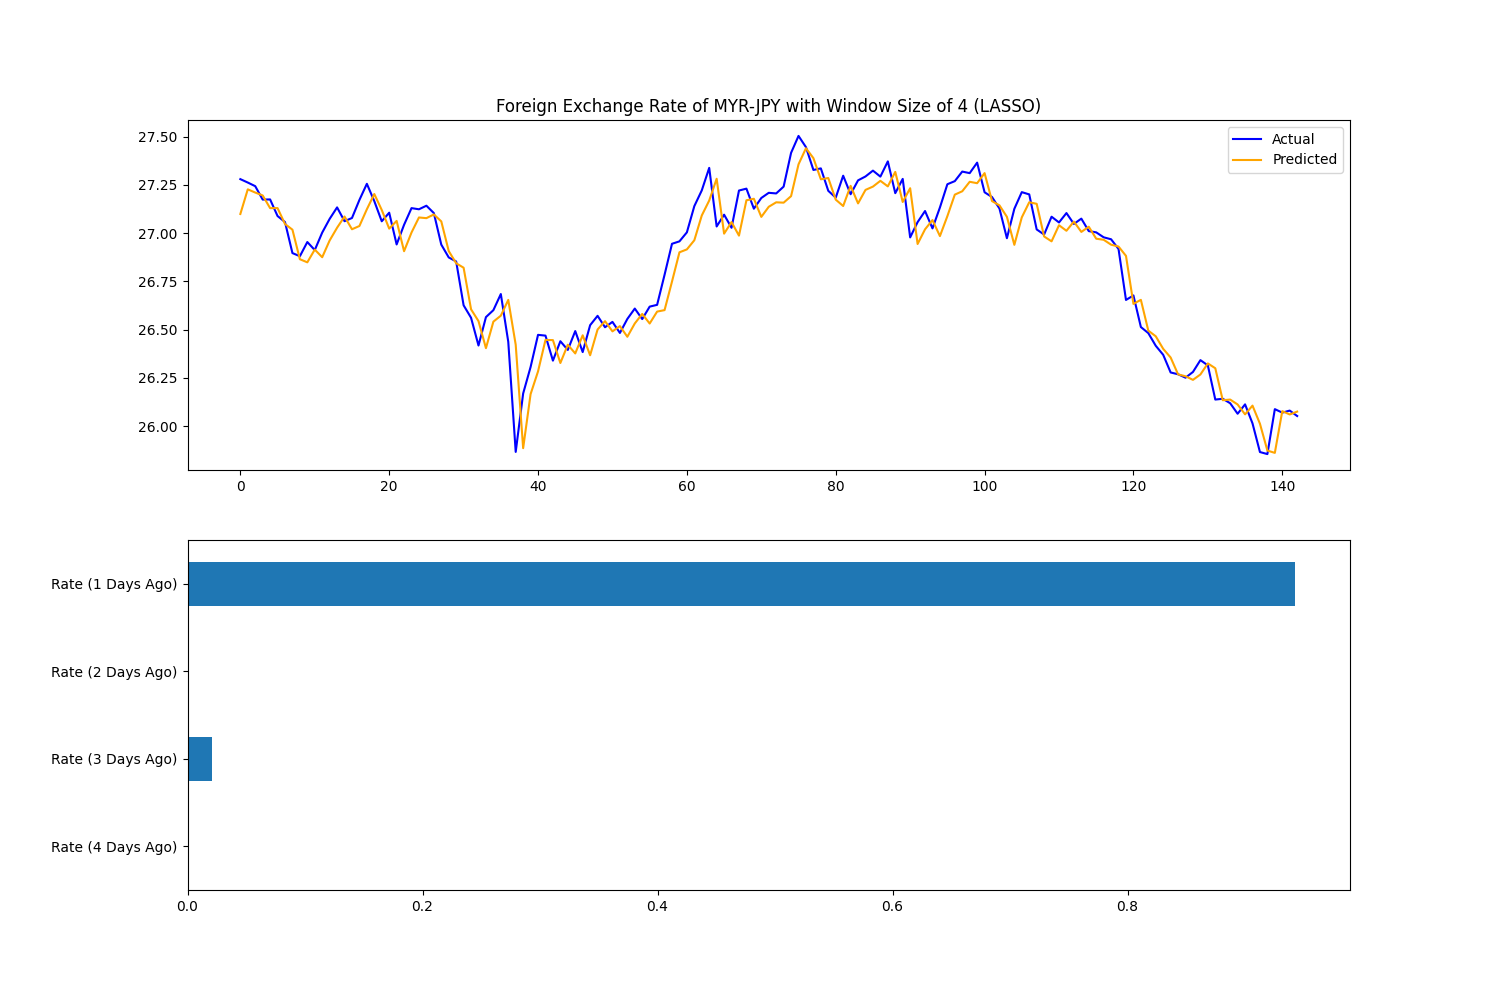 Foreign Exchange Rate of MYR-JPY with Window Size of 4 (LASSO)
27.50
27.25
27.00
26.75
26.50
26.25
26.00
Actual
Predicted
0 20 40 60 80 100 120 140
Rate (1 Days Ago)
Rate (2 Days Ago)
Rate (3 Days Ago)
Rate (4 Days Ago)
0.0 0.2 0.4 0.6 0.8